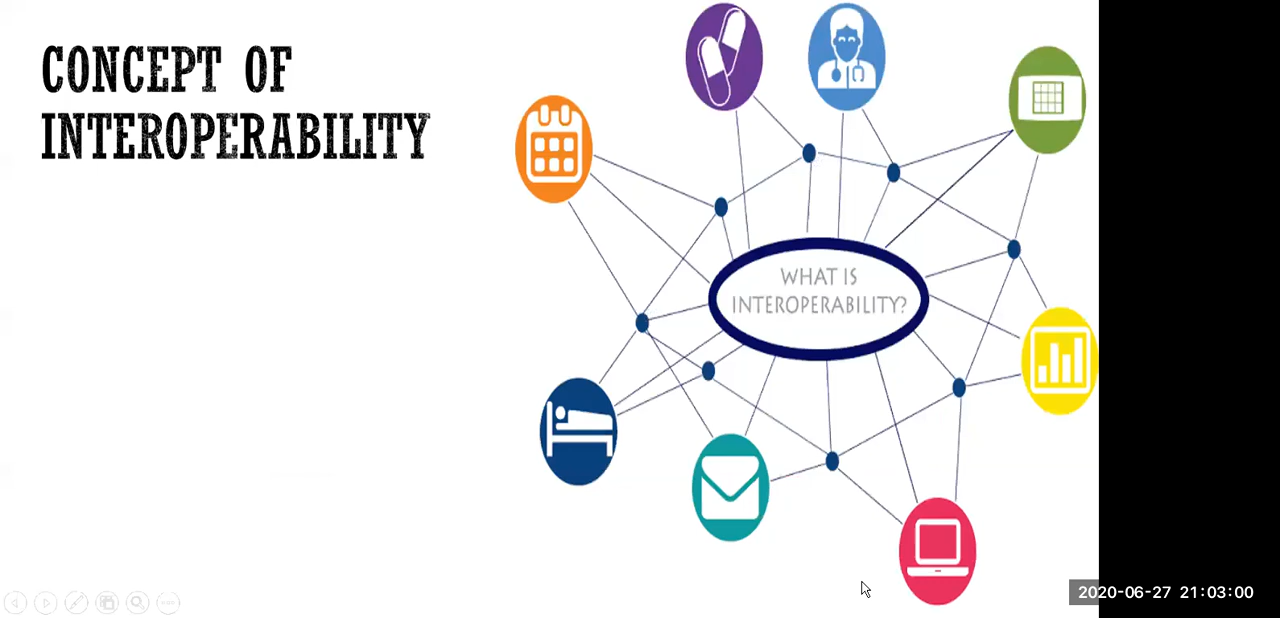 CONCEPT OF
INTEROPERABILITY
WHAT IS
INTEROPERABILITY?
2020-06-27 21:03:00